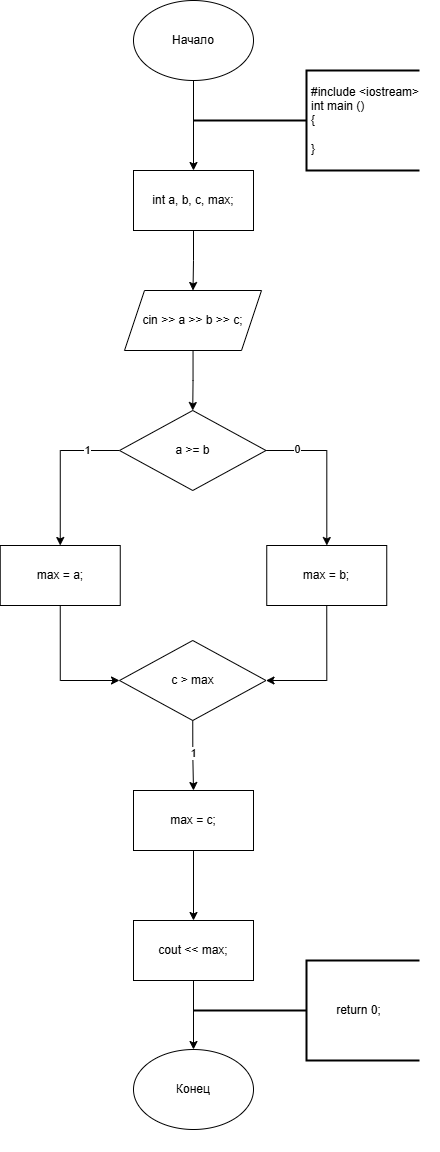 Начало
#include <iostream>
int main ()
{
}
int a, b, c, max;
cin >> a >> b >> c;
a >= b
1
0
max = a;
max = b;
c > max
1
max = c;
cout << max;
return 0;
Конец